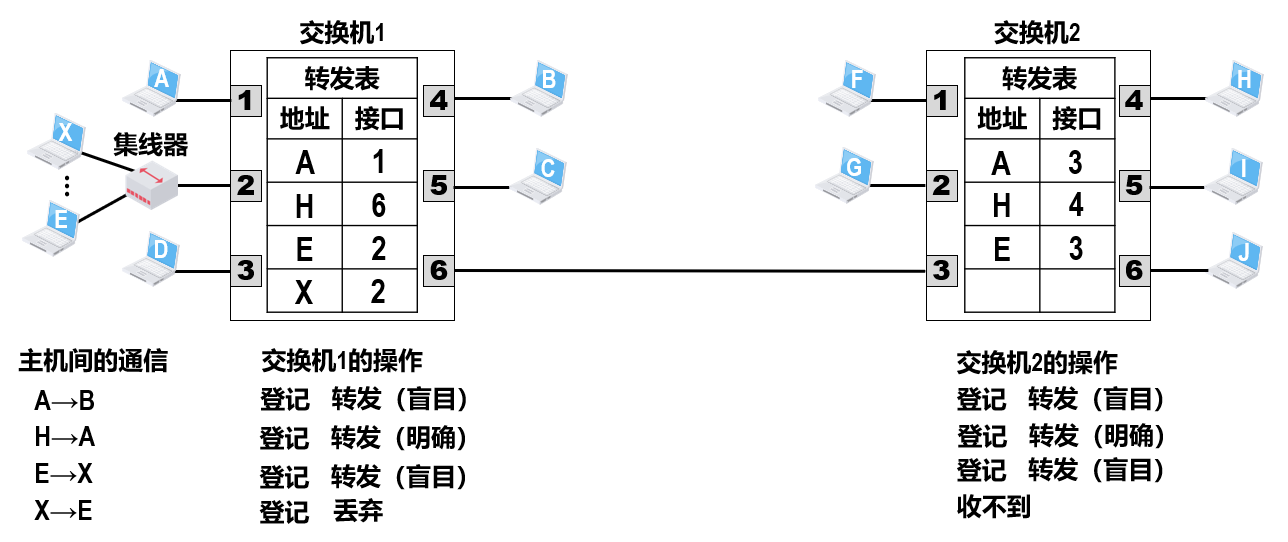 交换机1
转发表
地址 接口
A 1
H 6
E 2
X 2
1
2
3
4
5
6
A
X
集线器
⋮
E
D
B
C
交换机2
转发表
地址 接口
A 3
H 4
E 3
1
2
3
4
5
6
F
G
H
I
J
主机间的通信 交换机1的操作 交换机2的操作
A→B 登记 转发（盲目） 登记 转发（盲目）
H→A 登记 转发（明确） 登记 转发（明确）
E→X 登记 转发（盲目） 登记 转发（盲目）
X→E 登记 丢弃 收不到